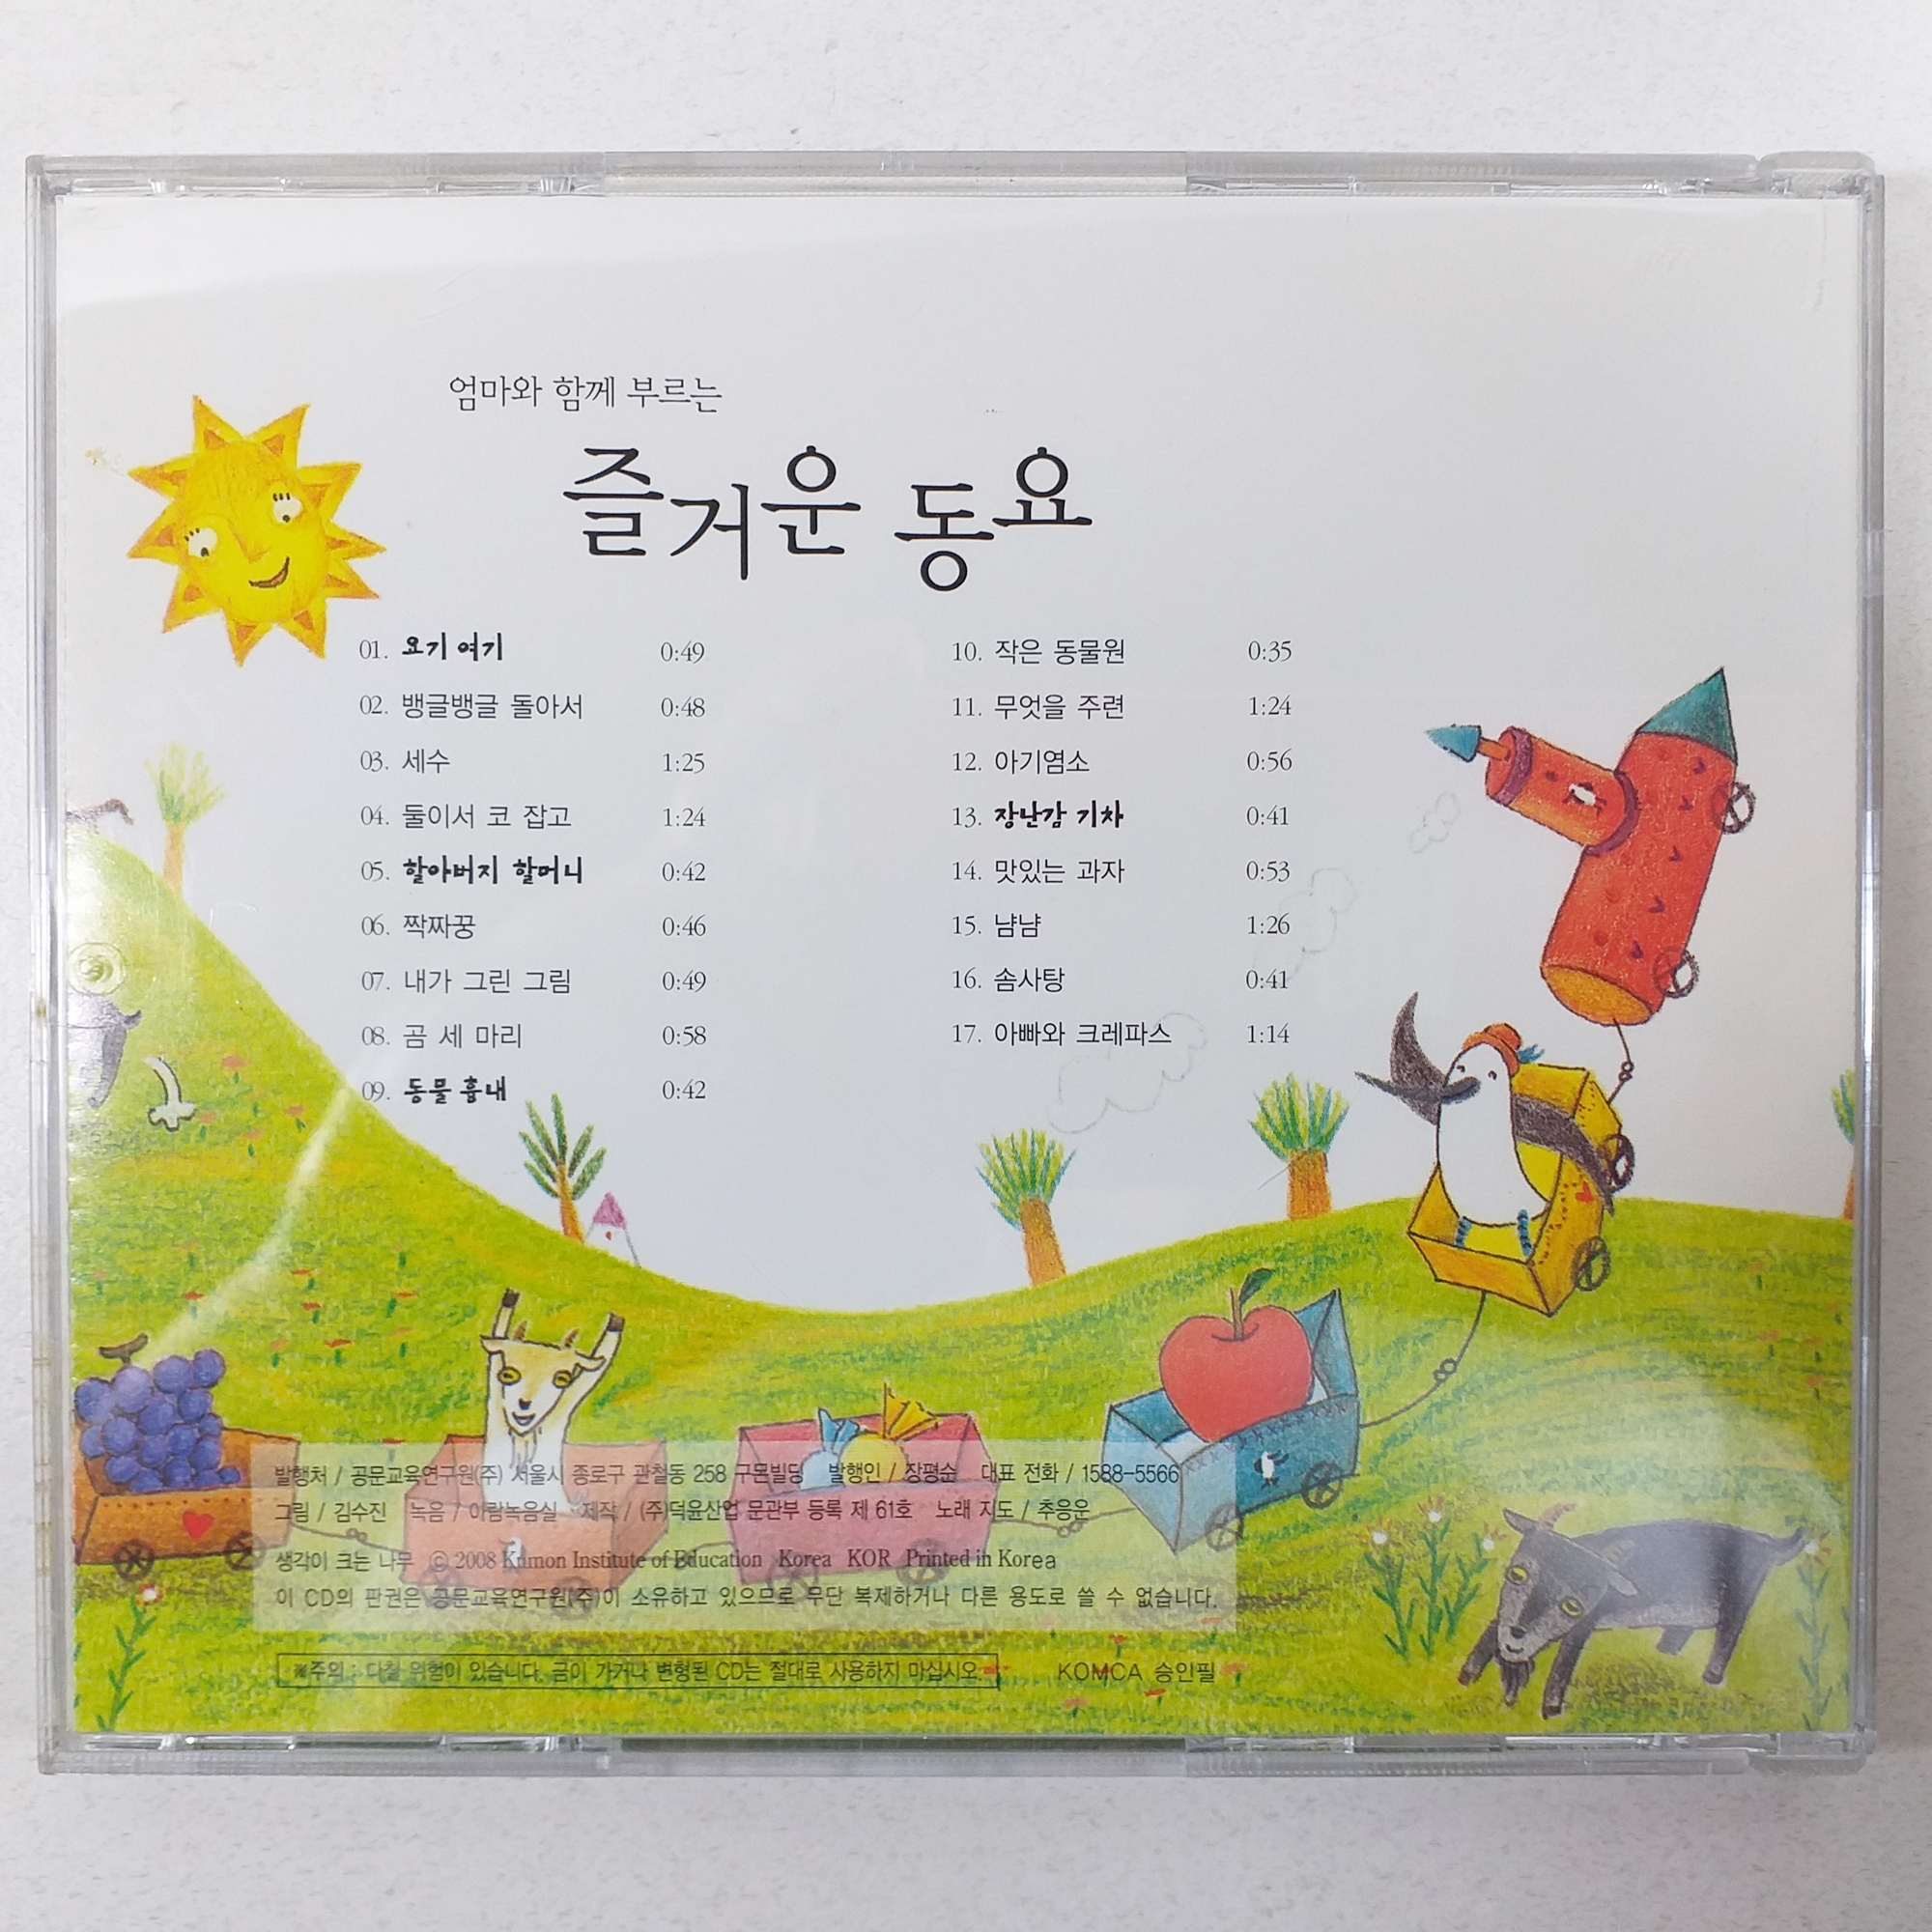 엄마와 함께 부르는
즐거운 동요
01. 요기 여기 0:49
02. 뱅글뱅글 돌아서 0:48
03. 세수 1:25
04. 둘이서 코 잡고 1:24
05. 할아버지 할머니 0:42
06. 짝짜꿍 0:46
07. 내가 그린 그림 0:49
08. 곰 세 마리 0:58
09. 동물 흉내 0:42
10. 작은 동물원 0:35
11. 무엇을 주련 1:24
12. 아기염소 0:56
13. 장난감 기차 0:41
14. 맛있는 과자 0:53
15. 냠냠 1:26
16. 솜사탕 0:41
17. 아빠와 크레파스 1:14
발행처 / 공문교육연구원(주) 서울시 종로구 관철동 258 구몬빌딩 발행인 / 장평순 대표 전화 / 1588-5566
그림 / 김수진 녹음 / 아람녹음실 제작 / (주)덕윤산업 문관부 등록 제 61호 노래 지도 / 추응운
생각이 크는 나무 © 2008 Kumon Institute of Education Korea KOR Printed in Korea
이 CD의 판권은 공문교육연구원(주)이 소유하고 있으므로 무단 복제하거나 다른 용도로 쓸 수 없습니다.
※주의 : 다칠 위험이 있습니다. 금이 가거나 변형된 CD는 절대로 사용하지 마십시오.
KOMCA 승인필